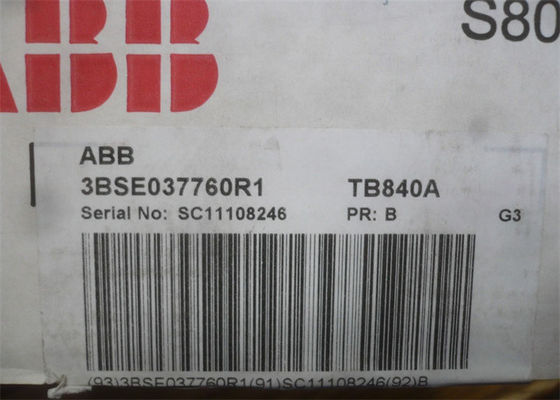 ABB
S80
ABB
3BSE037760R1 TB840A
Serial No: SC11108246 PR: B G3
(93)3BSE037760R1(91)SC11108246(92)B